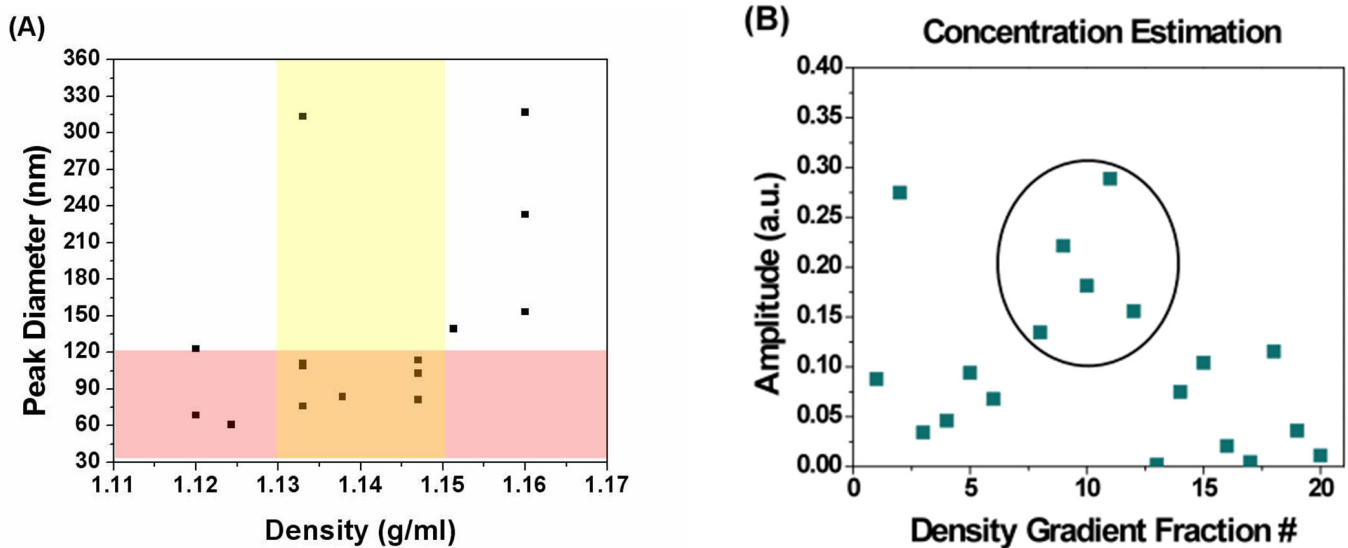 (A)
360
330
300
270
240
210
180
150
120
90
60
30
Peak Diameter (nm)
1.11 1.12 1.13 1.14 1.15 1.16 1.17
Density (g/ml)
(B)
Concentration Estimation
0.40
0.35
0.30
0.25
0.20
0.15
0.10
0.05
0.00
Amplitude (a.u.)
0 5 10 15 20
Density Gradient Fraction #